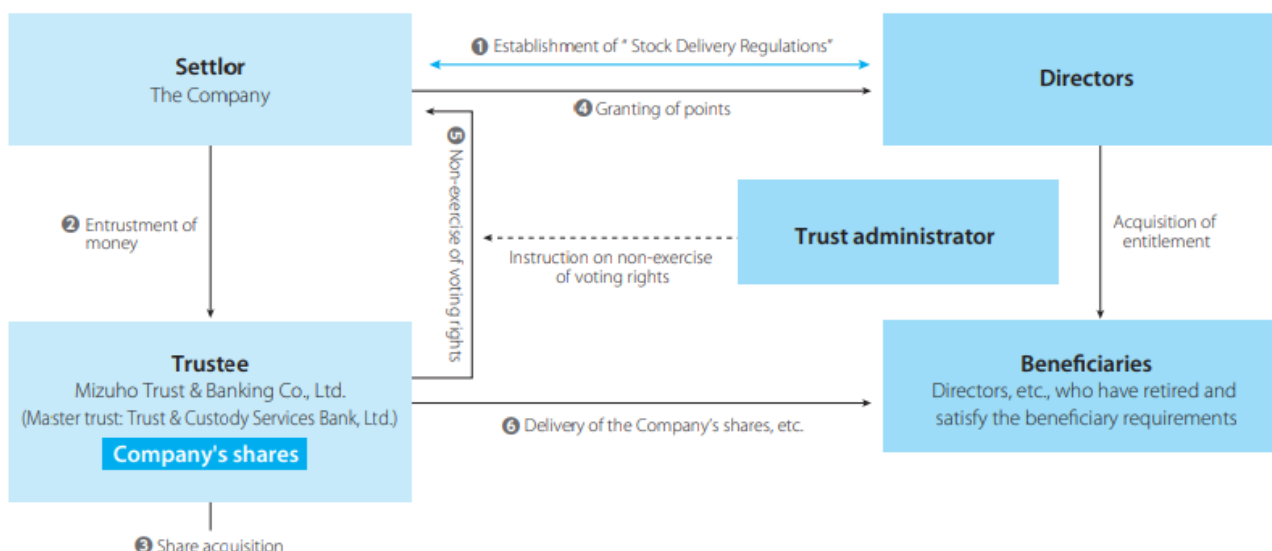 ❶ Establishment of " Stock Delivery Regulations"
Settlor
The Company
Directors
❹ Granting of points
❺ Non-exercise of voting rights
❷ Entrustment of
money
Trust administrator
Instruction on non-exercise
of voting rights
Acquisition of
entitlement
Trustee
Mizuho Trust & Banking Co., Ltd.
(Master trust: Trust & Custody Services Bank, Ltd.)
Company's shares
Beneficiaries
Directors, etc., who have retired and
satisfy the beneficiary requirements
❻ Delivery of the Company's shares, etc.
❸ Share acquisition